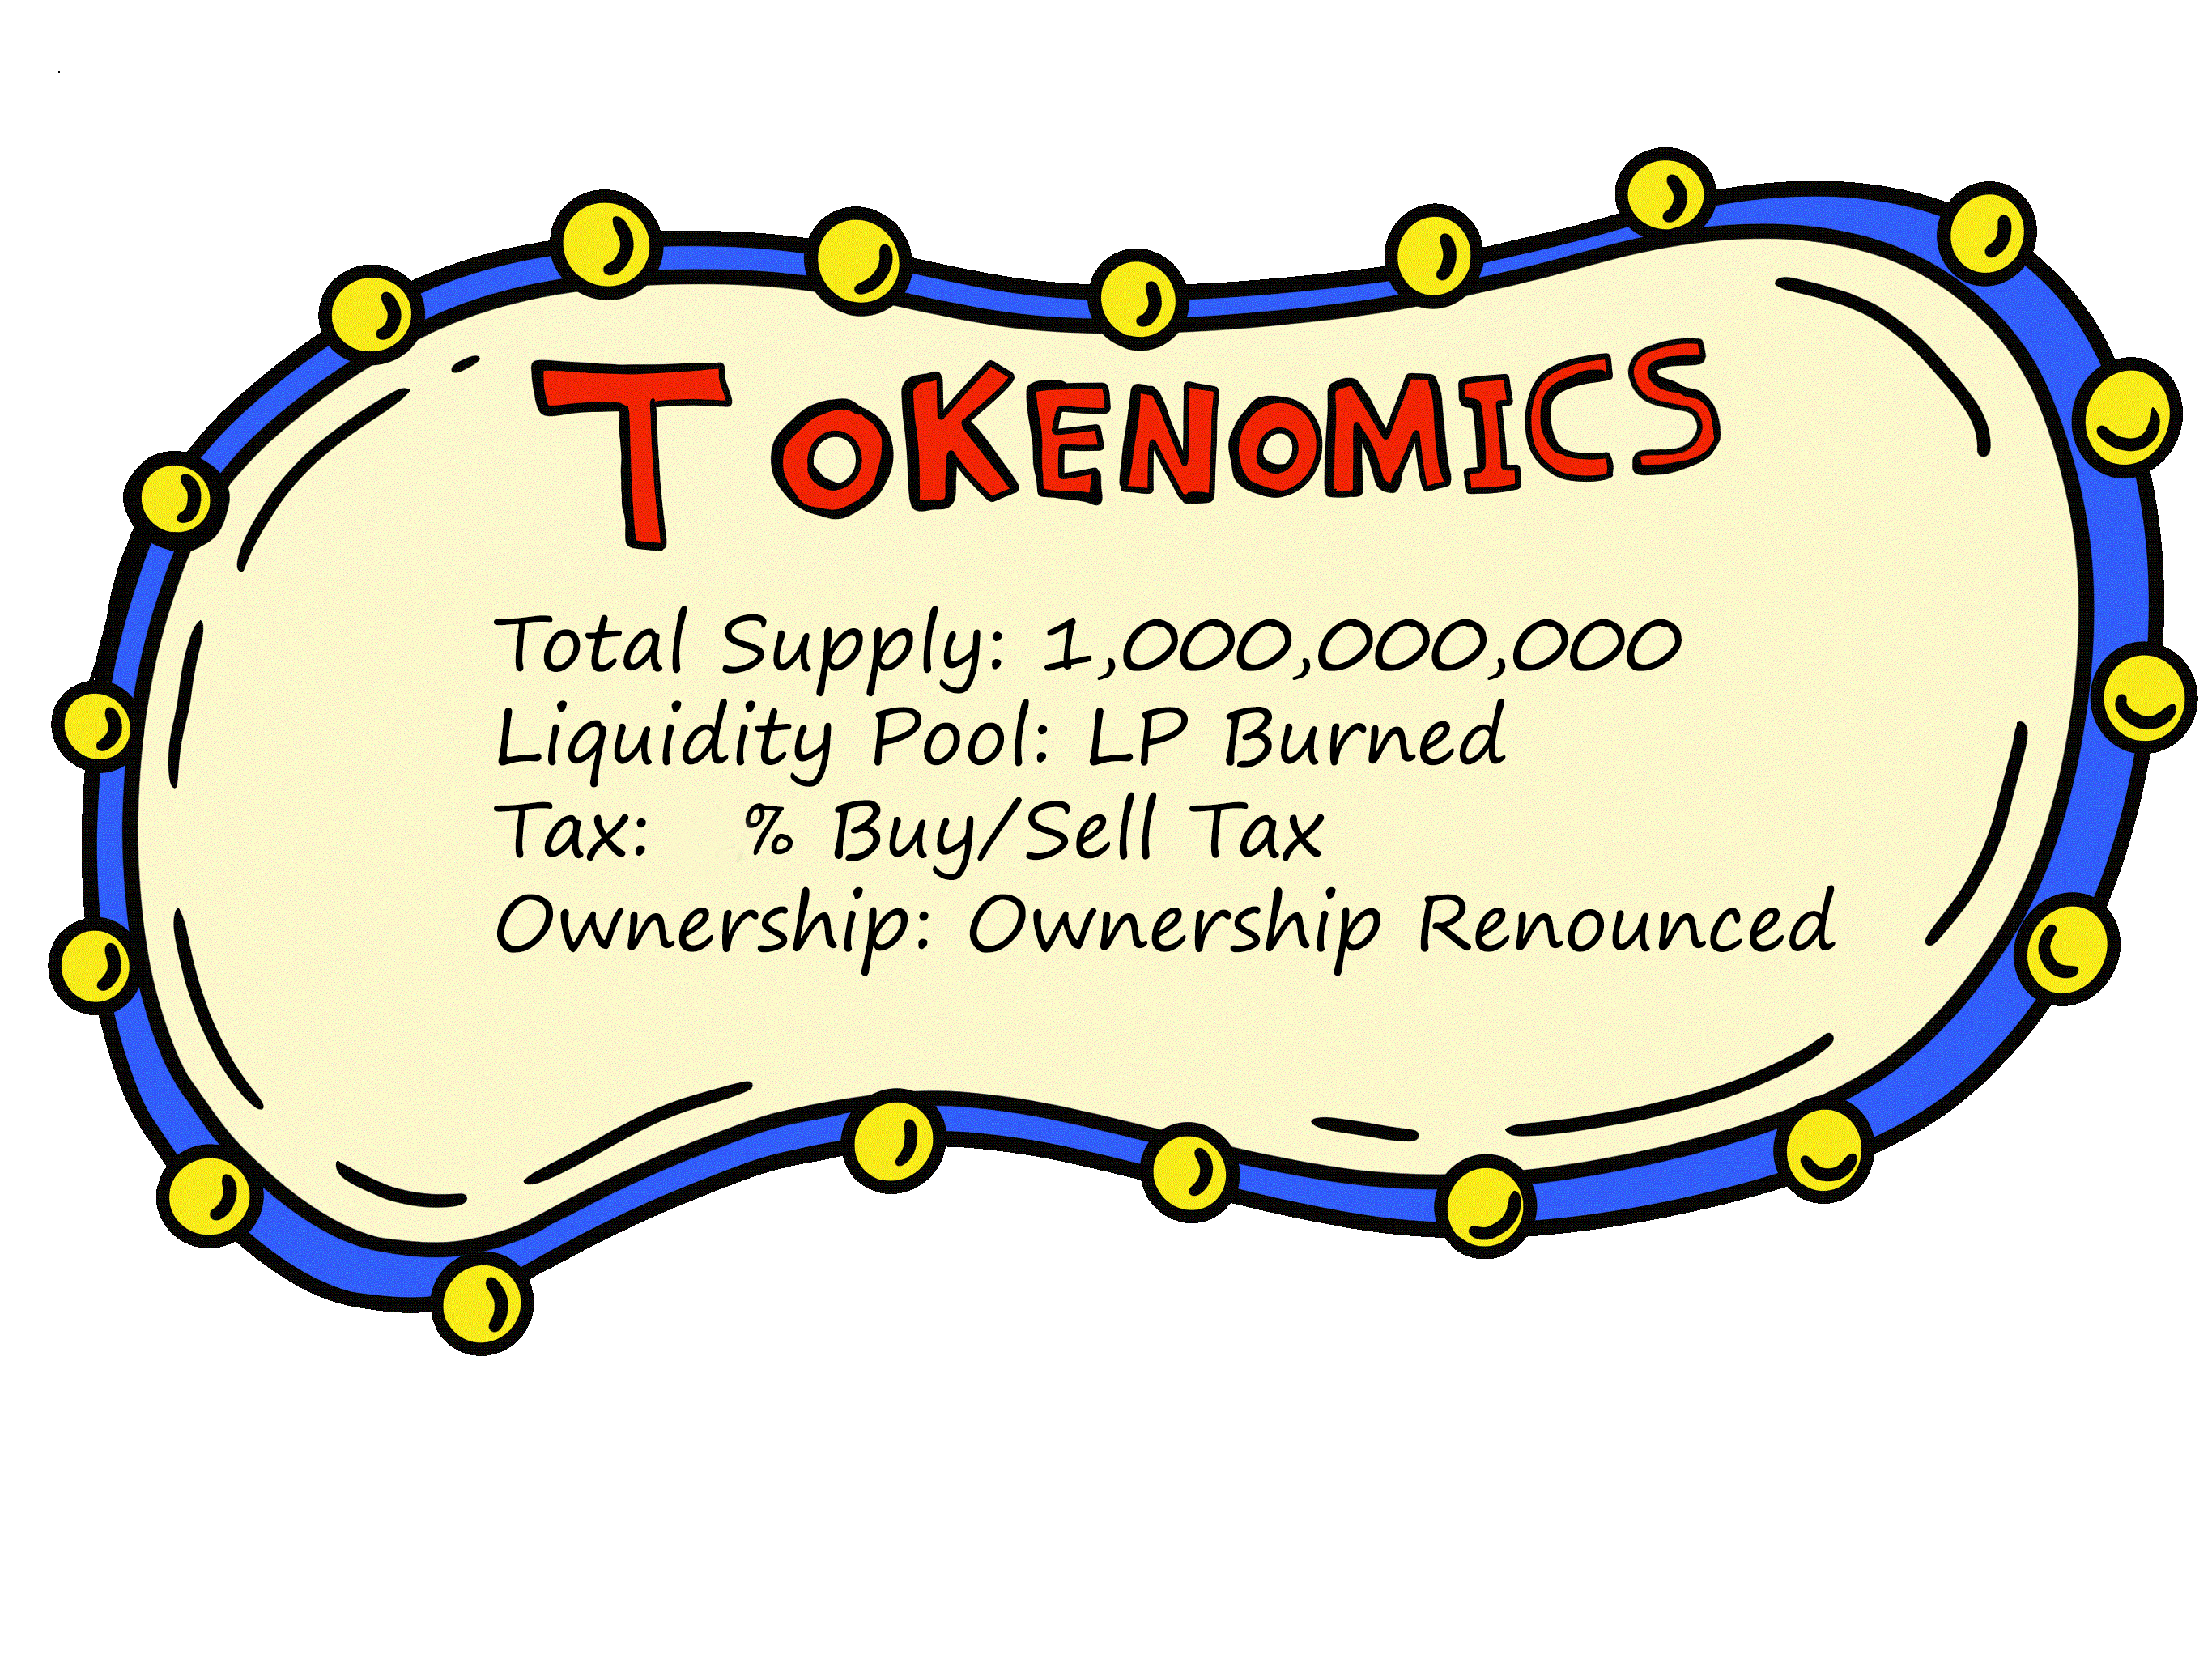 TOKENOMICS
Total Supply: 1,000,000,000
Liquidity Pool: LP Burned
Tax: % Buy/Sell Tax
Ownership: Ownership Renounced